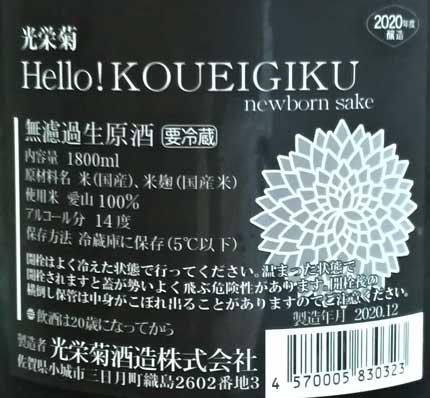 2020年度
醸造
光栄菊
Hello! KOUEIGIKU
newborn sake
無濾過生原酒 要冷蔵
内容量 1800ml
原材料名 米(国産)、米麹(国産米)
使用米 愛山 100%
アルコール分 14度
保存方法 冷蔵庫に保存(5℃以下)
開栓はよく冷えた状態で行ってください。温まった状態で
開栓されますと蓋が勢いよく飛ぶ危険性があります。開栓後の
横倒し保管は中身がこぼれ出ることがありますのでご注意ください。
●飲酒は20歳になってから
製造年月 2020.12
製造者 光栄菊酒造株式会社
佐賀県小城市三日月町織島2602番地3
4 570005 830323